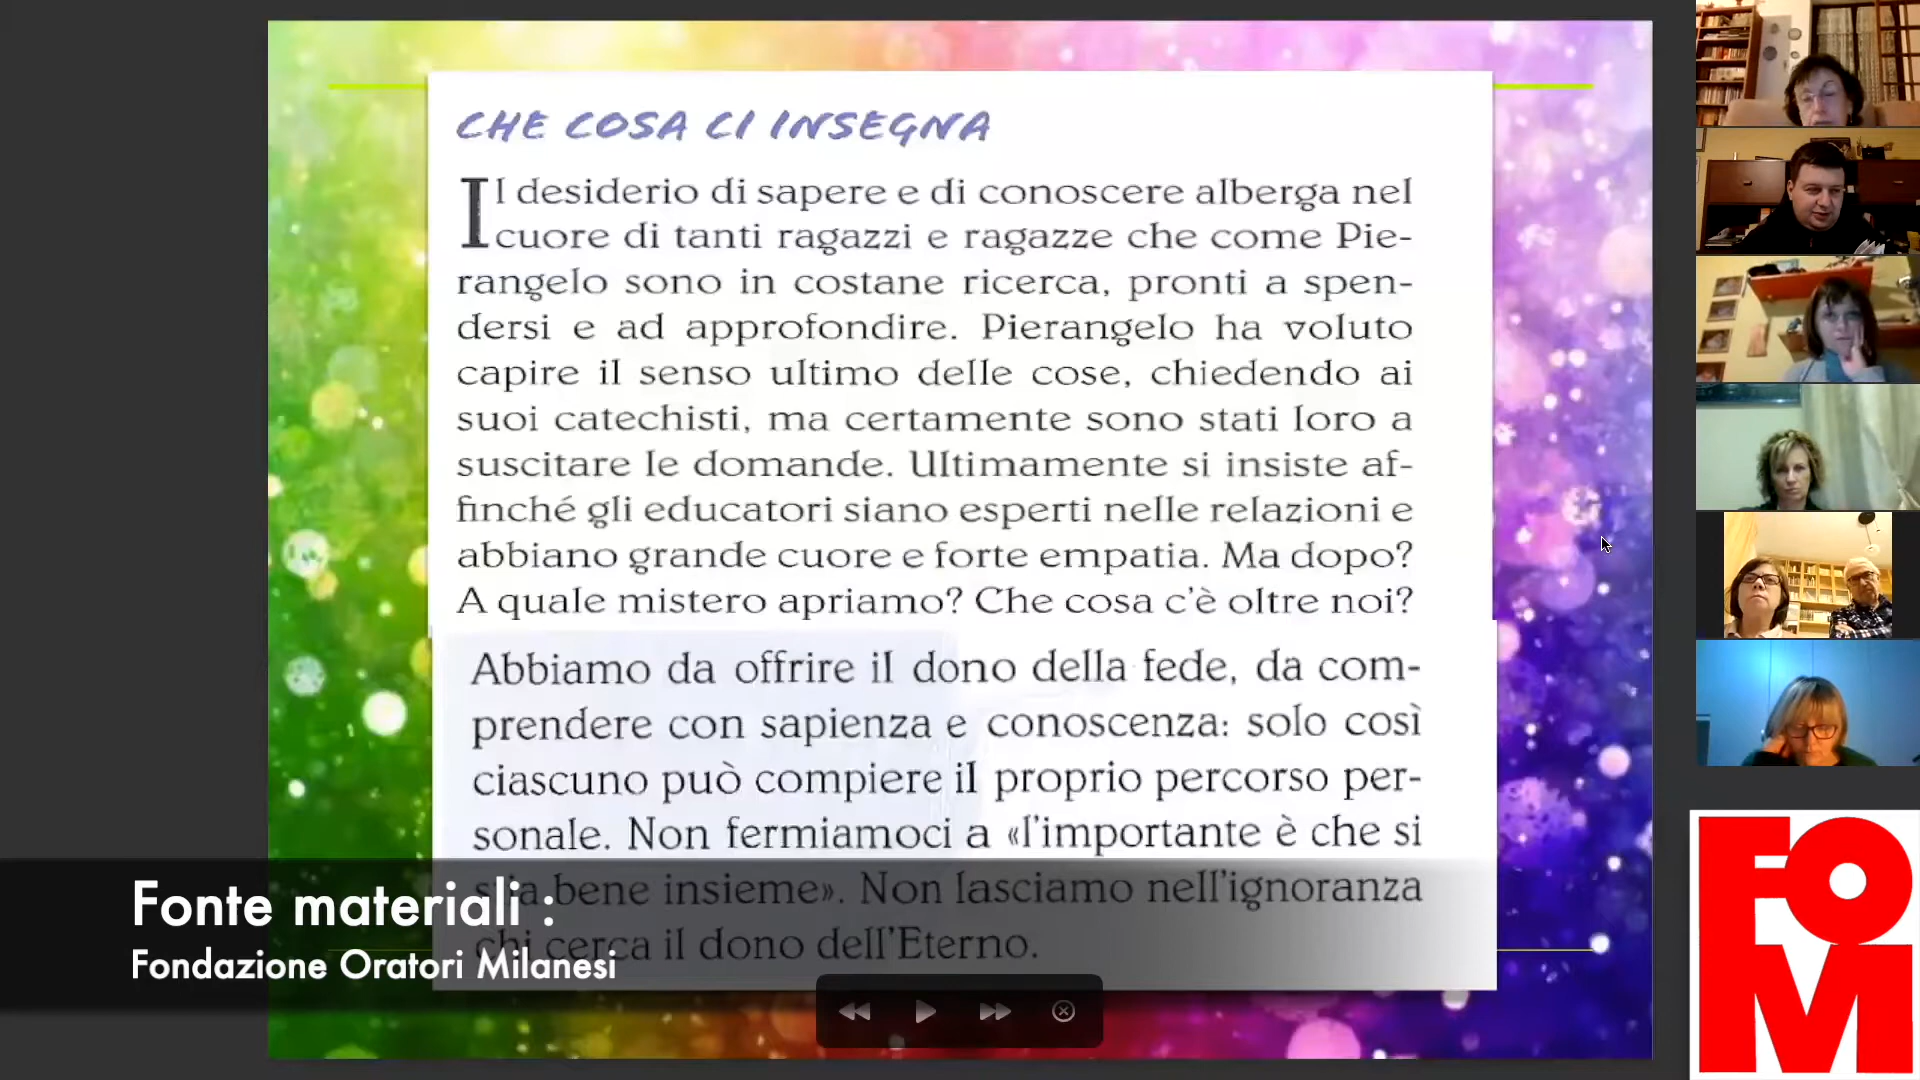 CHE COSA CI INSEGNA
Il desiderio di sapere e di conoscere alberga nel
cuore di tanti ragazzi e ragazze che come Pie-
rangelo sono in costane ricerca, pronti a spen-
dersi e ad approfondire. Pierangelo ha voluto
capire il senso ultimo delle cose, chiedendo ai
suoi catechisti, ma certamente sono stati loro a
suscitare le domande. Ultimamente si insiste af-
finché gli educatori siano esperti nelle relazioni e
abbiano grande cuore e forte empatia. Ma dopo?
A quale mistero apriamo? Che cosa c'è oltre noi?
Abbiamo da offrire il dono della fede, da com-
prendere con sapienza e conoscenza: solo così
ciascuno può compiere il proprio percorso per-
sonale. Non fermiamoci a «l'importante è che si
stia bene insieme». Non lasciamo nell'ignoranza
chi cerca il dono dell'Eterno.
Fonte materiali :
Fondazione Oratori Milanesi
FOM